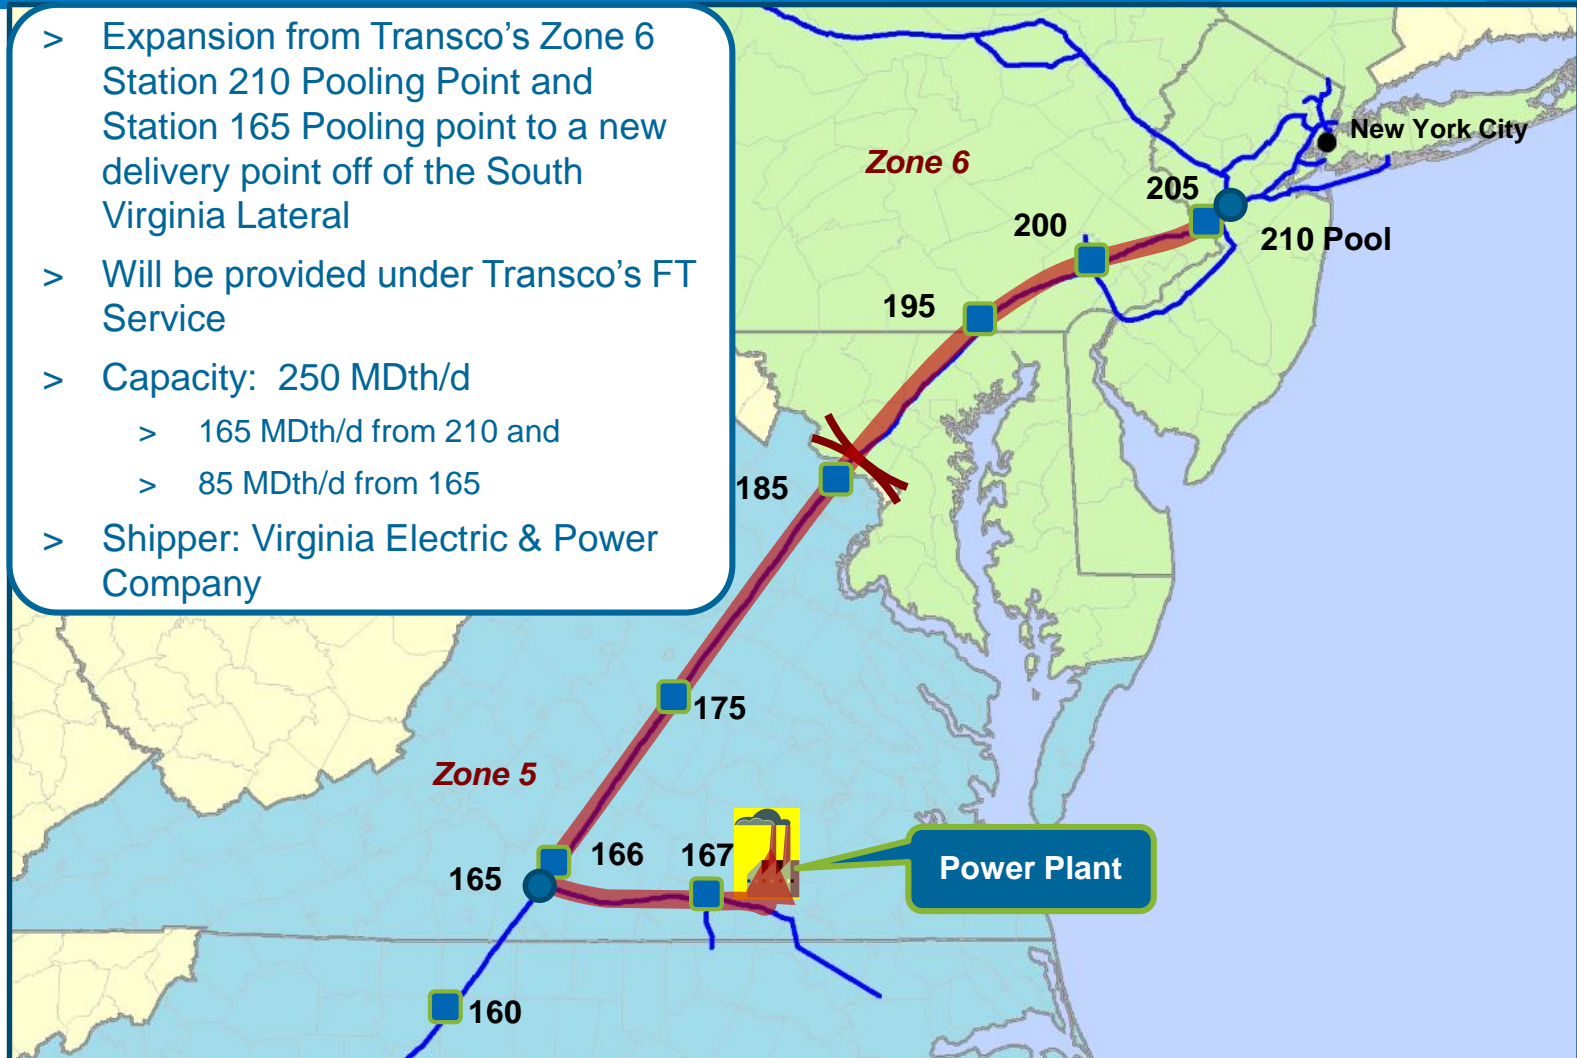 > Expansion from Transco's Zone 6
Station 210 Pooling Point and
Station 165 Pooling point to a new
delivery point off of the South
Virginia Lateral
> Will be provided under Transco's FT
Service
> Capacity: 250 MDth/d
> 165 MDth/d from 210 and
> 85 MDth/d from 165
> Shipper: Virginia Electric & Power
Company
New York City
Zone 6
205
200
210 Pool
195
185
175
Zone 5
166
167
165
Power Plant
160